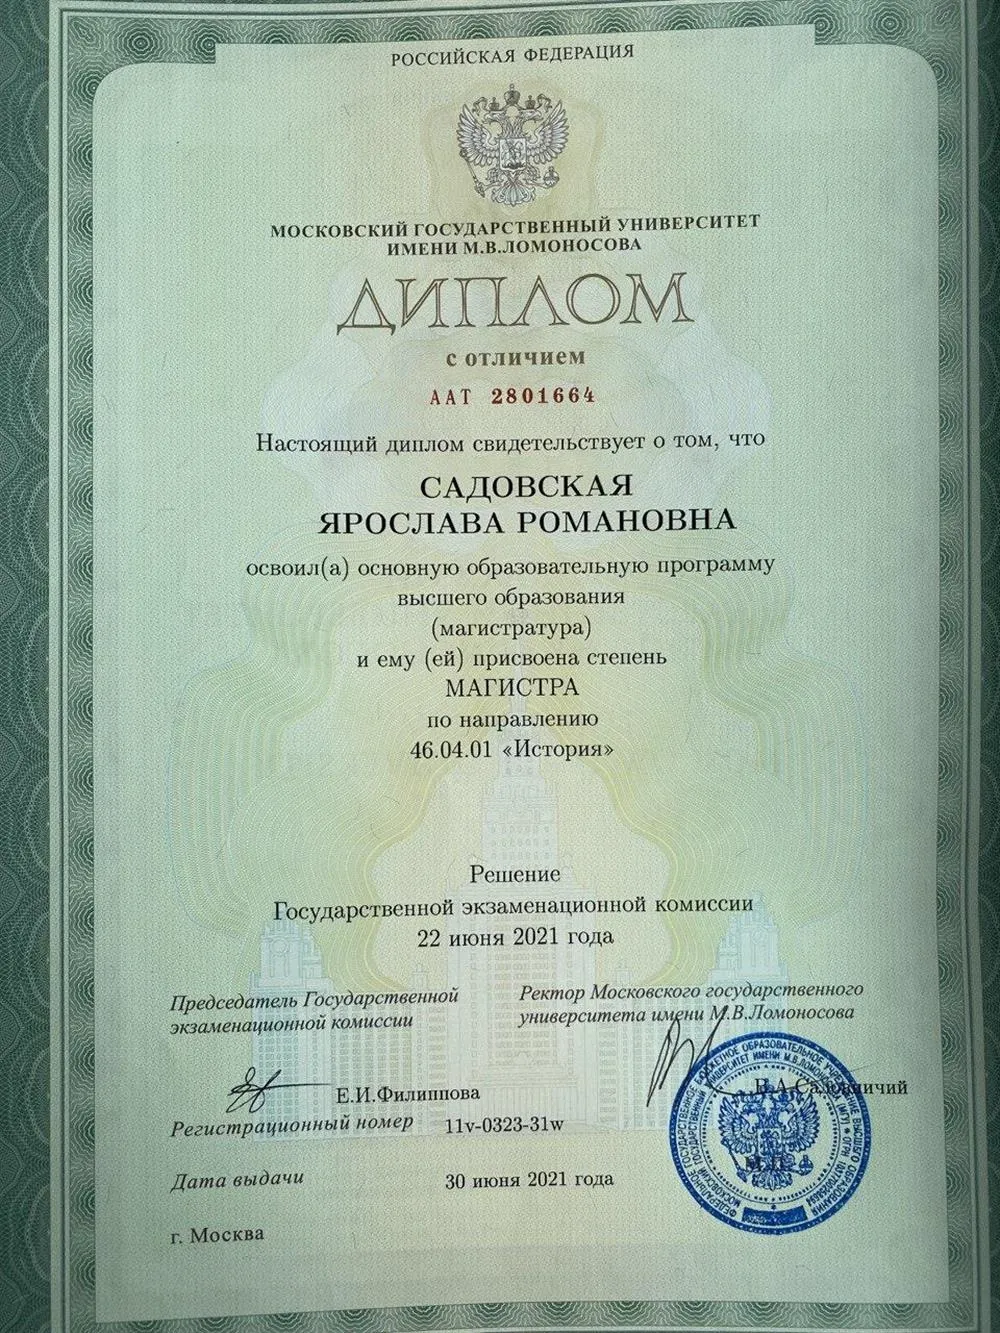 РОССИЙСКАЯ ФЕДЕРАЦИЯ
МОСКОВСКИЙ ГОСУДАРСТВЕННЫЙ УНИВЕРСИТЕТ
ИМЕНИ М.В.ЛОМОНОСОВА
ДИПЛОМ
с отличием
ААТ 2801664
Настоящий диплом свидетельствует о том, что
САДОВСКАЯ
ЯРОСЛАВА РОМАНОВНА
освоил(а) основную образовательную программу
высшего образования
(магистратура)
и ему (ей) присвоена степень
МАГИСТРА
по направлению
46.04.01 «История»
Решение
Государственной экзаменационной комиссии
22 июня 2021 года
Председатель Государственной
экзаменационной комиссии
Ректор Московского государственного
университета имени М.В.Ломоносова
Е.И.Филиппова
В.А.Садовничий
Регистрационный номер 11v-0323-31w
М.П.
Дата выдачи 30 июня 2021 года
г. Москва